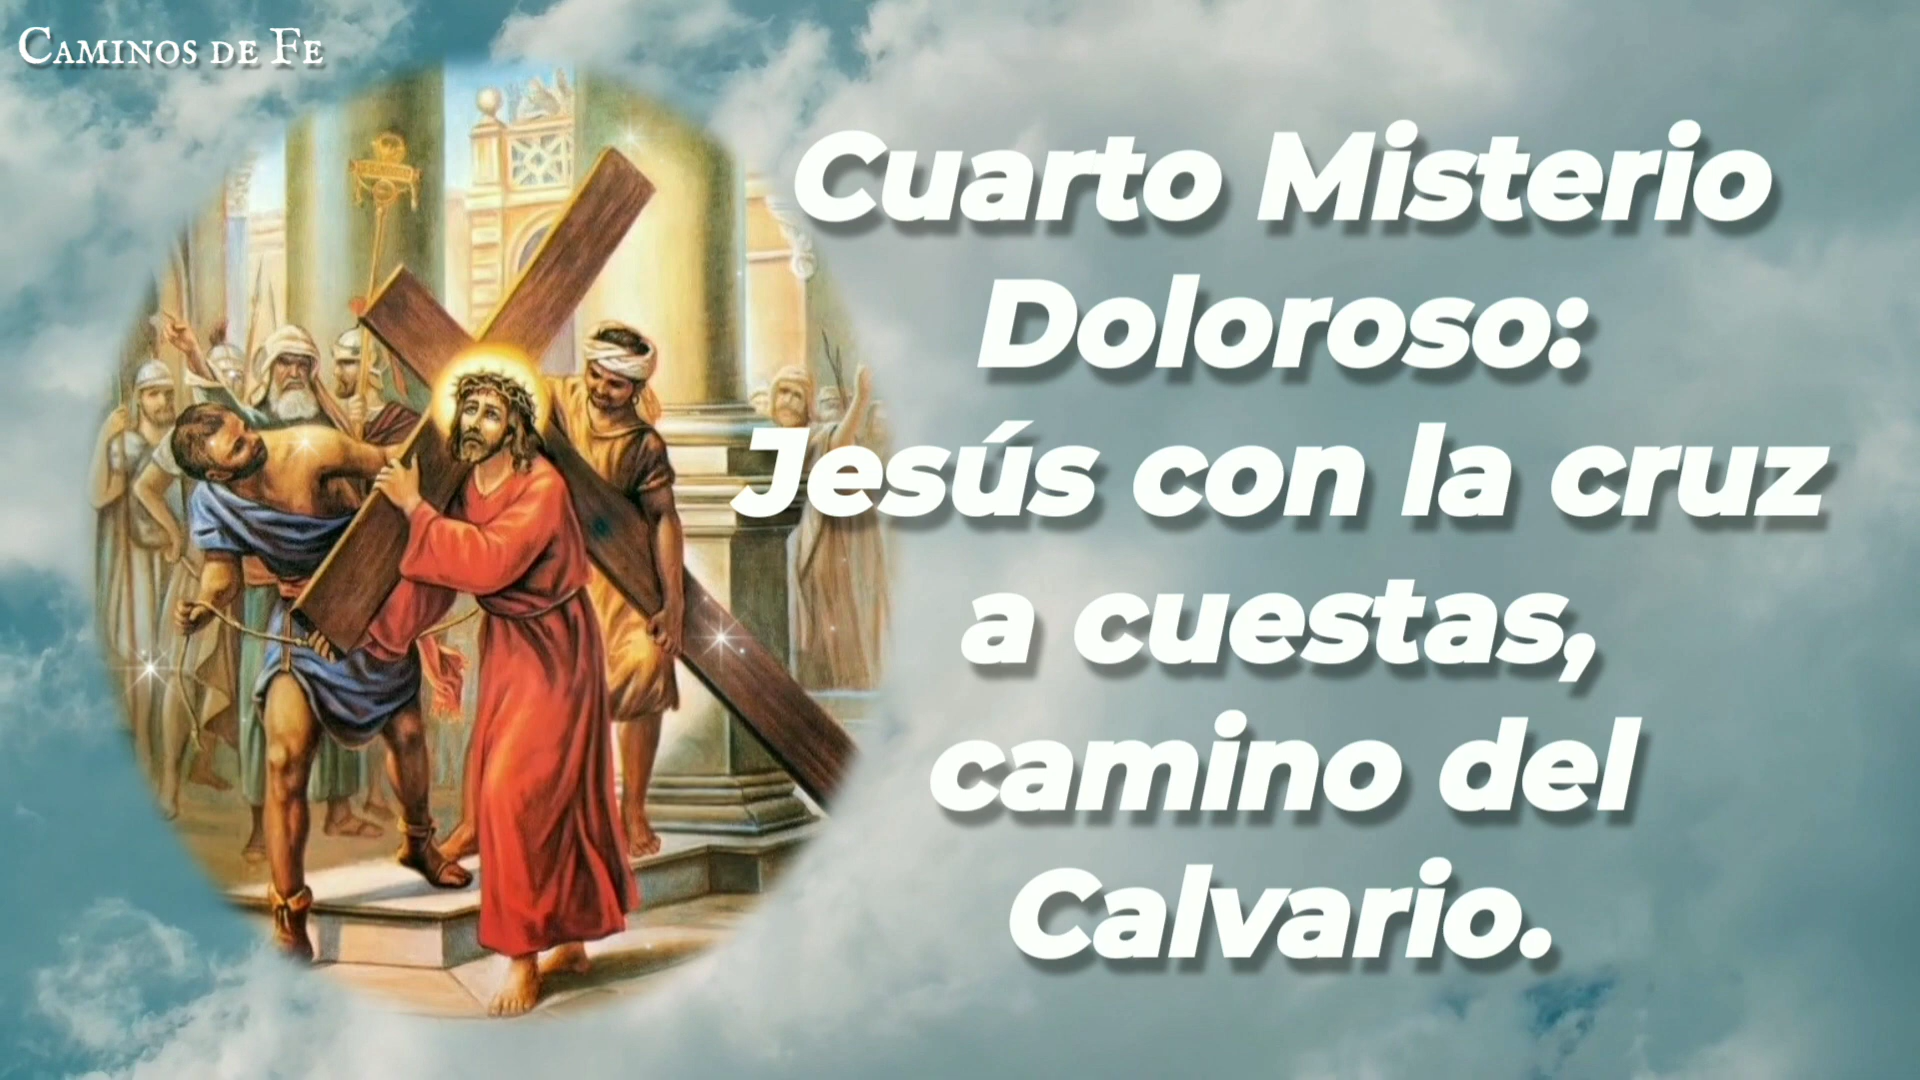 Caminos de Fe
Cuarto Misterio
Doloroso:
Jesús con la cruz
a cuestas,
camino del
Calvario.